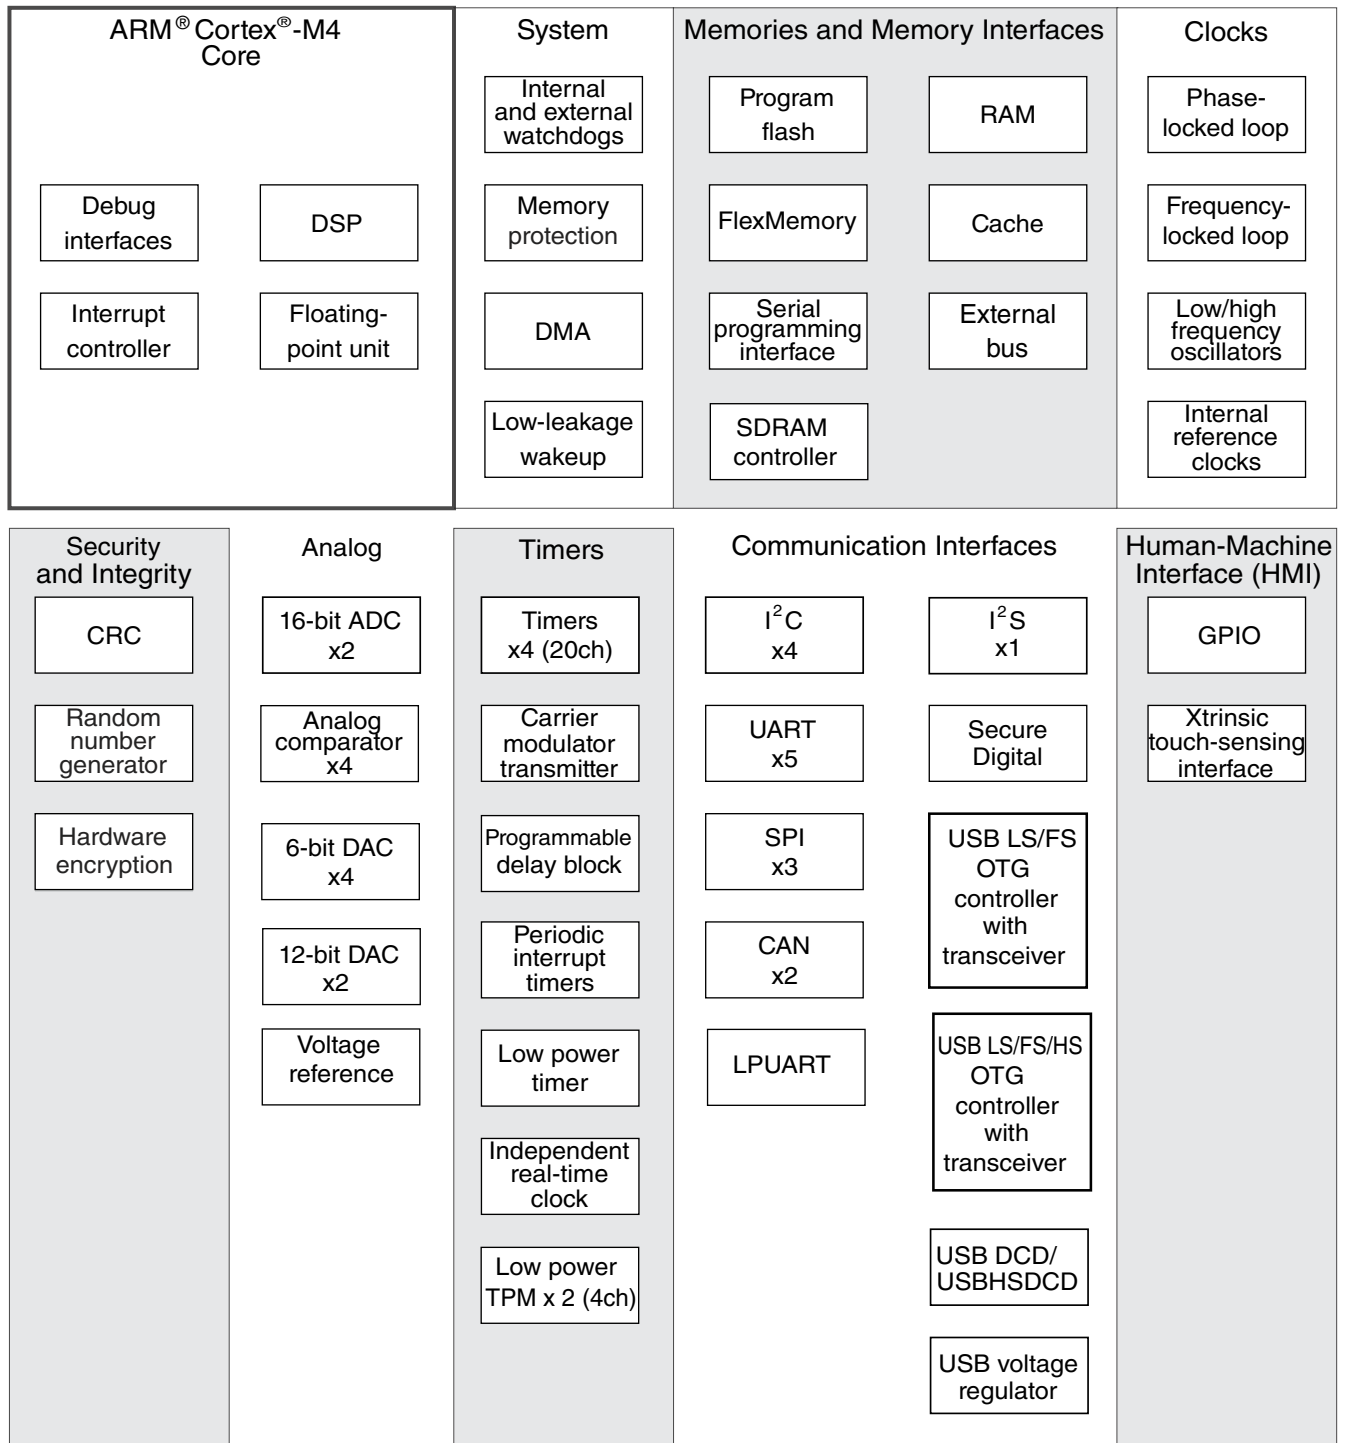 ARM® Cortex®-M4
Core
Debug
interfaces
DSP
Interrupt
controller
Floating-
point unit
System
Internal
and external
watchdogs
Memory
protection
DMA
Low-leakage
wakeup
Memories and Memory Interfaces
Program
flash
RAM
FlexMemory
Cache
Serial
programming
interface
External
bus
SDRAM
controller
Clocks
Phase-
locked loop
Frequency-
locked loop
Low/high
frequency
oscillators
Internal
reference
clocks
Security
and Integrity
CRC
Random
number
generator
Hardware
encryption
Analog
16-bit ADC
x2
Analog
comparator
x4
6-bit DAC
x4
12-bit DAC
x2
Voltage
reference
Timers
Timers
x4 (20ch)
Carrier
modulator
transmitter
Programmable
delay block
Periodic
interrupt
timers
Low power
timer
Independent
real-time
clock
Low power
TPM x 2 (4ch)
Communication Interfaces
I²C
x4
UART
x5
SPI
x3
CAN
x2
LPUART
I²S
x1
Secure
Digital
USB LS/FS
OTG
controller
with
transceiver
USB LS/FS/HS
OTG
controller
with
transceiver
USB DCD/
USBHSDCD
USB voltage
regulator
Human-Machine
Interface (HMI)
GPIO
Xtrinsic
touch-sensing
interface